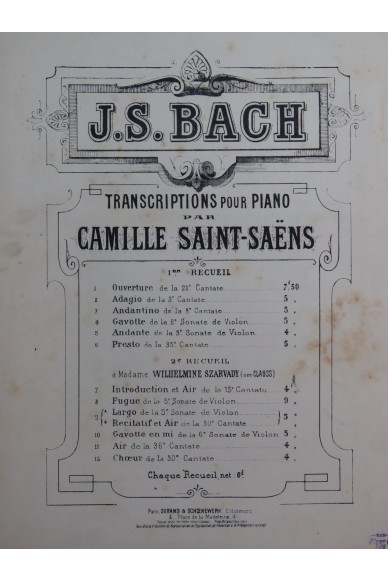 J.S. BACH
TRANSCRIPTIONS POUR PIANO
PAR
CAMILLE SAINT-SAËNS
1ER RECUEIL
1 Ouverture de la 28e Cantate 7f50
2 Adagio de la 3e Cantate 5 "
3 Andantino de la 8e Cantate 5 "
4 Gavotte de la 2e Sonate de Violon 5 "
5 Andante de la 3e Sonate de Violon 4 "
6 Presto de la 35e Cantate 5 "
2e RECUEIL
à Madame WILHELMINE SZARVADY (née CLAUSS)
7 Introduction et Air de la 15e Cantate 4 "
8 Fugue de la 5e Sonate de Violon 9 "
9 Largo de la 5e Sonate de Violon
Récitatif et Air de la 30e Cantate 5 "
10 Gavotte en mi de la 6e Sonate de Violon 5 "
11 Air de la 36e Cantate 4 "
12 Chœur de la 30e Cantate 4 "
Chaque Recueil, net: 6f
Paris, DURAND & SCHŒNEWERK Editeurs
4, Place de la Madeleine, 4